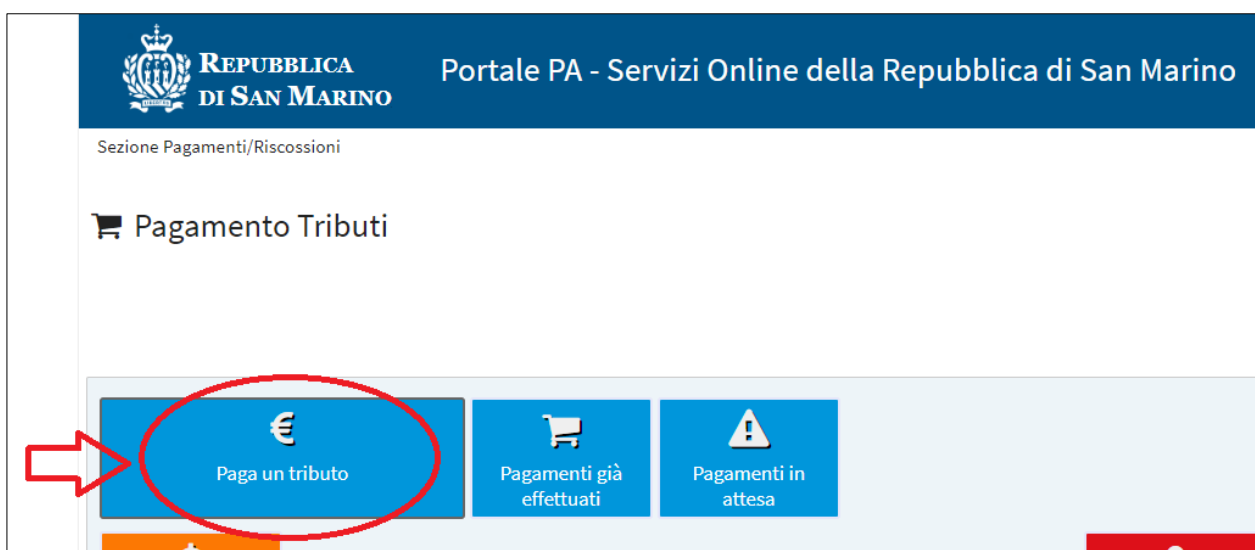 REPUBBLICA
DI SAN MARINO
Portale PA - Servizi Online della Repubblica di San Marino
Sezione Pagamenti/Riscossioni
Pagamento Tributi
€
Paga un tributo
Pagamenti già
effettuati
Pagamenti in
attesa